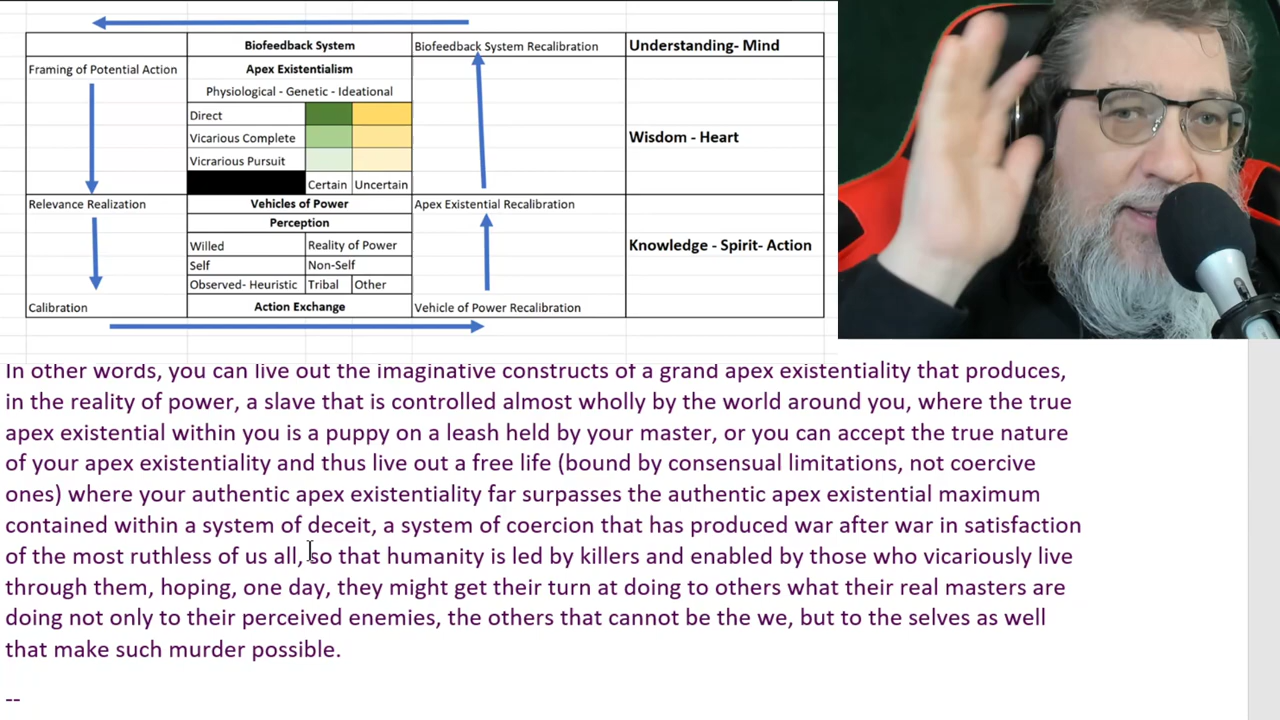 Biofeedback System Biofeedback System Recalibration Understanding- Mind
Framing of Potential Action Apex Existentialism
Physiological - Genetic - Ideational
Direct
Vicarious Complete Wisdom - Heart
Vicrarious Pursuit
Certain Uncertain
Relevance Realization Vehicles of Power Apex Existential Recalibration
Perception
Willed Reality of Power Knowledge - Spirit- Action
Self Non-Self
Observed- Heuristic Tribal Other
Calibration Action Exchange Vehicle of Power Recalibration
In other words, you can live out the imaginative constructs of a grand apex existentiality that produces,
in the reality of power, a slave that is controlled almost wholly by the world around you, where the true
apex existential within you is a puppy on a leash held by your master, or you can accept the true nature
of your apex existentiality and thus live out a free life (bound by consensual limitations, not coercive
ones) where your authentic apex existentiality far surpasses the authentic apex existential maximum
contained within a system of deceit, a system of coercion that has produced war after war in satisfaction
of the most ruthless of us all, so that humanity is led by killers and enabled by those who vicariously live
through them, hoping, one day, they might get their turn at doing to others what their real masters are
doing not only to their perceived enemies, the others that cannot be the we, but to the selves as well
that make such murder possible.
--